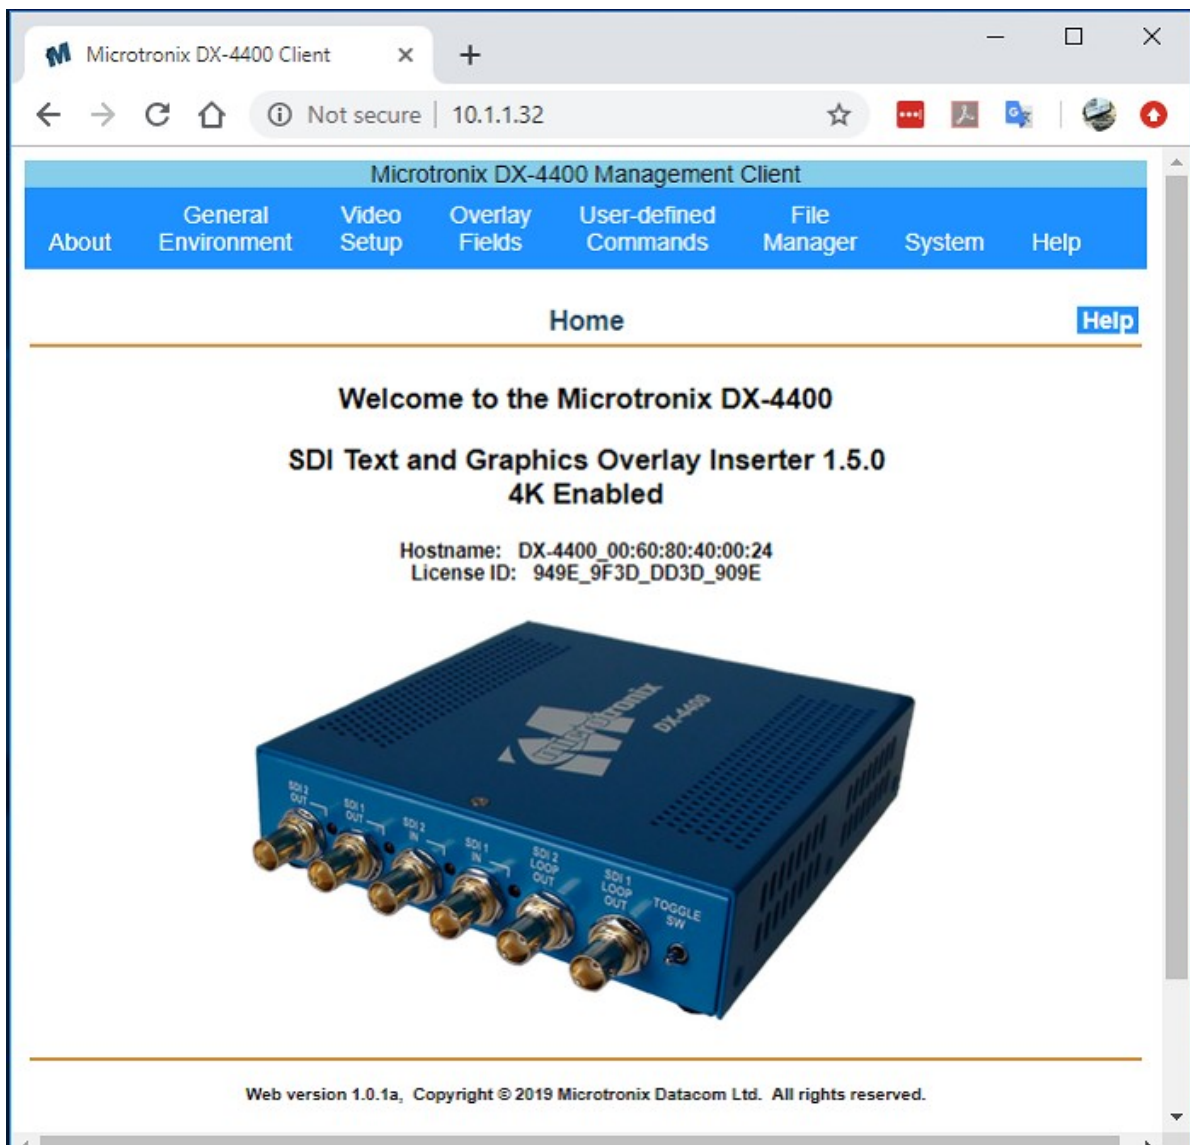 Microtronix DX-4400 Client
Not secure | 10.1.1.32
Microtronix DX-4400 Management Client
About
General Environment
Video Setup
Overlay Fields
User-defined Commands
File Manager
System
Help
Home
Help
Welcome to the Microtronix DX-4400
SDI Text and Graphics Overlay Inserter 1.5.0
4K Enabled
Hostname: DX-4400_00:60:80:40:00:24
License ID: 949E_9F3D_DD3D_909E
microtronix
DX-4400
SDI 2 OUT
SDI 1 OUT
SDI 2 IN
SDI 1 IN
SDI 2 LOOP OUT
SDI 1 LOOP OUT
TOGGLE SW
Web version 1.0.1a, Copyright © 2019 Microtronix Datacom Ltd. All rights reserved.